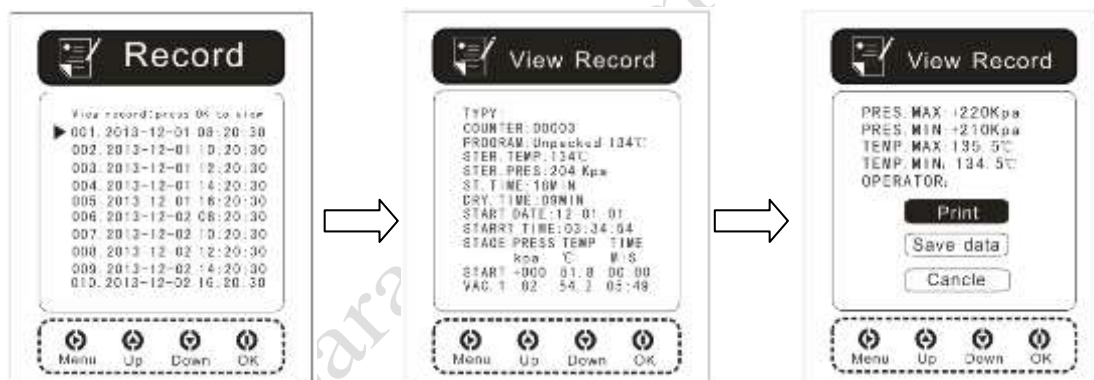 Record
View record:press OK to view
001. 2013-12-01 08:20:30
002. 2013-12-01 10:20:30
003. 2013-12-01 12:20:30
004. 2013-12-01 14:20:30
005. 2013 12 01 16:20:30
006. 2013-12-02 08:20:30
007. 2013-12-02 10:20:30
008. 2013 12 02 12:20:30
009. 2013-12-02 14:20:30
010. 2013-12-02 16:20:30
Menu Up Down OK
View Record
TYPY
COUNTER:00003
PROGRAM:Unpacked 134℃
STER.TEMP.:134℃
STER.PRES:204 Kpa
ST.TIME:16MIN
DRY.TIME:09MIN
START DATE:12 01 01
STARRT TIME:03:34:54
STAGE PRESS TEMP TIME
kpa ℃ M:S
START +000 61.8 00:00
VAC.1 82 54.2 05:49
Menu Up Down OK
View Record
PRES.MAX:+220Kpa
PRES.MIN:+210Kpa
TEMP.MAX:135.5℃
TEMP.MIN:134.5℃
OPERATOR:
Print
Save data
Cancle
Menu Up Down OK